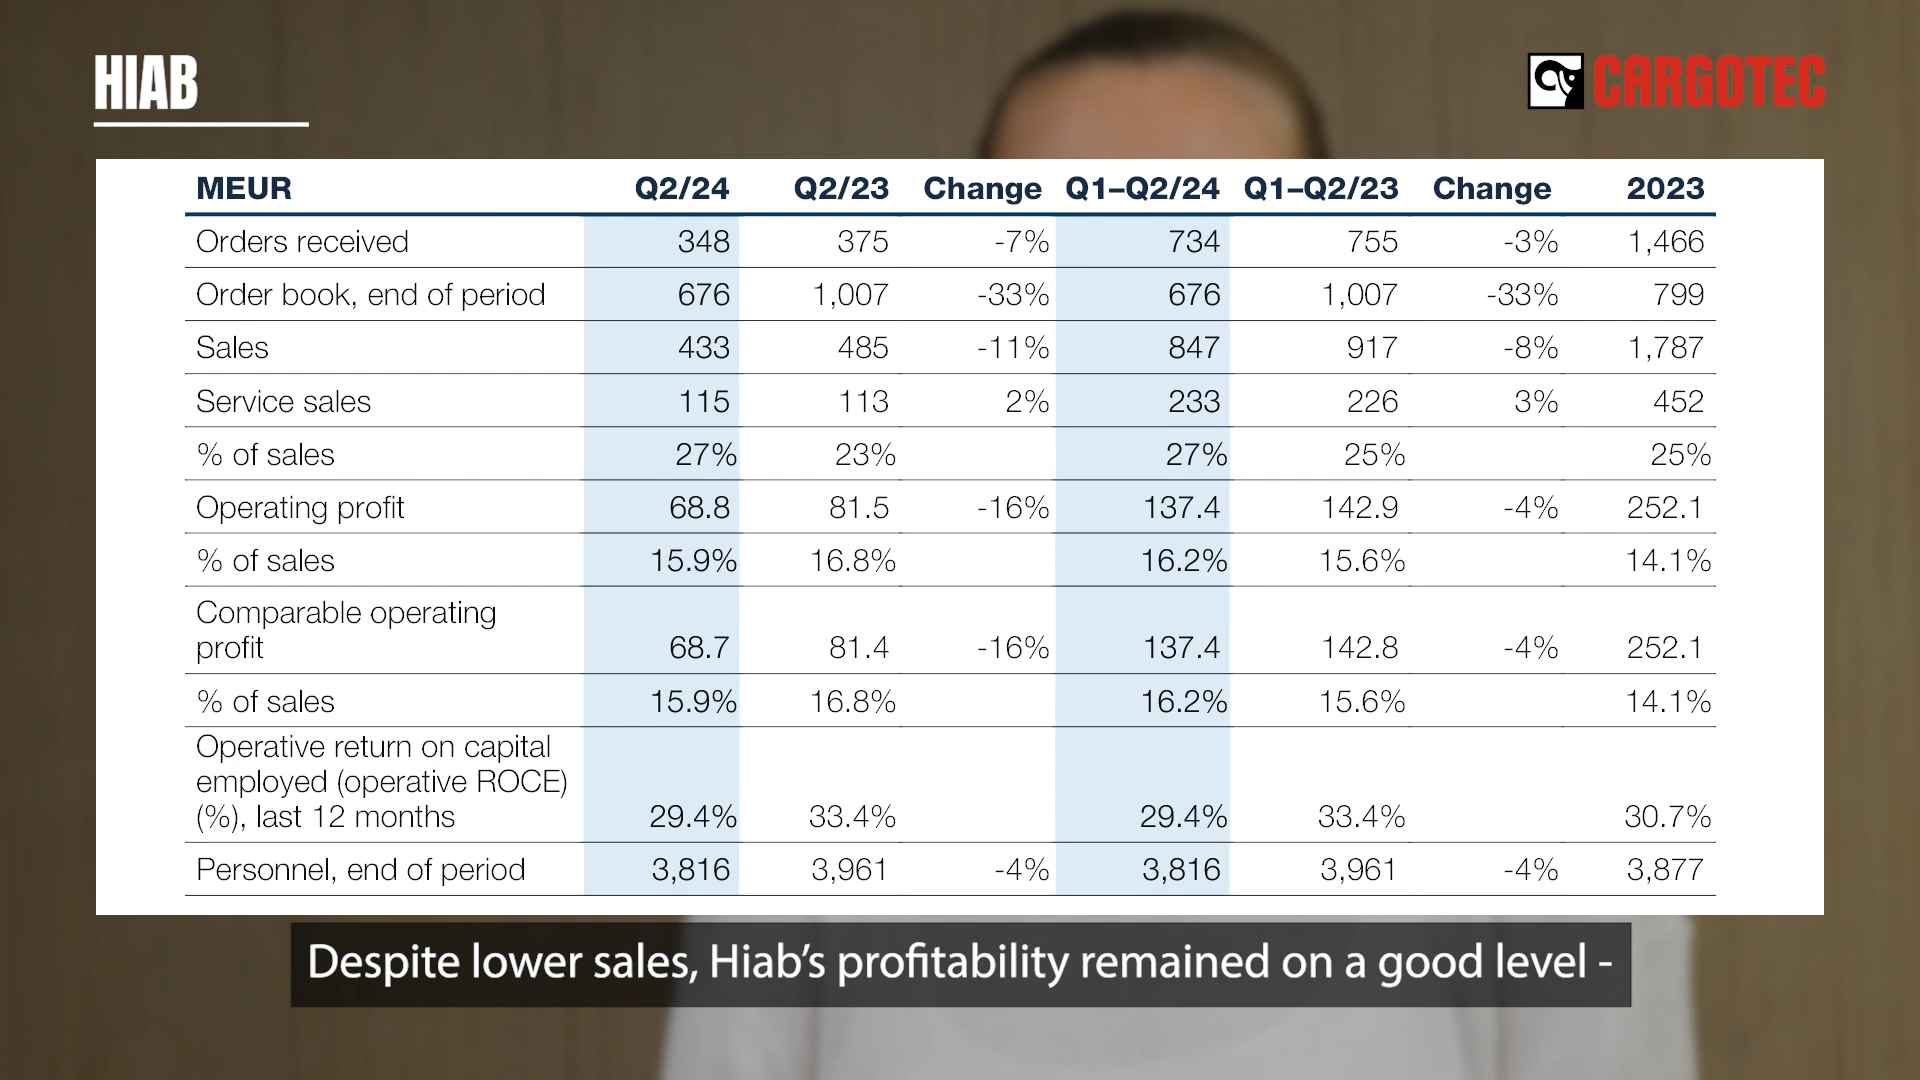 HIAB
CARGOTEC
MEUR Q2/24 Q2/23 Change Q1–Q2/24 Q1–Q2/23 Change 2023
Orders received 348 375 -7% 734 755 -3% 1,466
Order book, end of period 676 1,007 -33% 676 1,007 -33% 799
Sales 433 485 -11% 847 917 -8% 1,787
Service sales 115 113 2% 233 226 3% 452
% of sales 27% 23% 27% 25% 25%
Operating profit 68.8 81.5 -16% 137.4 142.9 -4% 252.1
% of sales 15.9% 16.8% 16.2% 15.6% 14.1%
Comparable operating
profit 68.7 81.4 -16% 137.4 142.8 -4% 252.1
% of sales 15.9% 16.8% 16.2% 15.6% 14.1%
Operative return on capital
employed (operative ROCE)
(%), last 12 months 29.4% 33.4% 29.4% 33.4% 30.7%
Personnel, end of period 3,816 3,961 -4% 3,816 3,961 -4% 3,877
Despite lower sales, Hiab’s profitability remained on a good level -